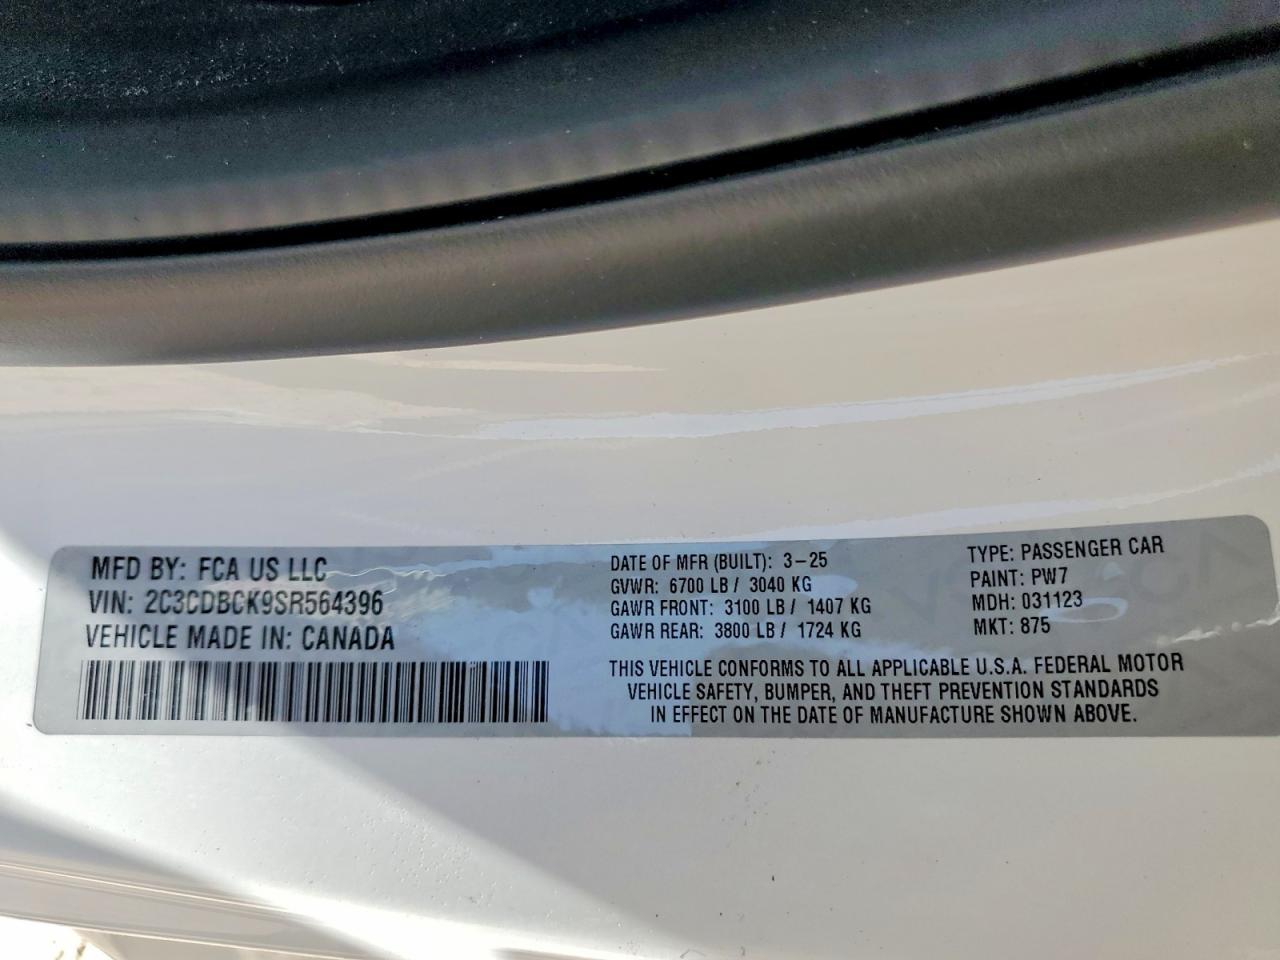 MFD BY: FCA US LLC
VIN: 2C3CDBCK9SR564396
VEHICLE MADE IN: CANADA
DATE OF MFR (BUILT): 3-25
GVWR: 6700 LB / 3040 KG
GAWR FRONT: 3100 LB / 1407 KG
GAWR REAR: 3800 LB / 1724 KG
TYPE: PASSENGER CAR
PAINT: PW7
MDH: 031123
MKT: 875
THIS VEHICLE CONFORMS TO ALL APPLICABLE U.S.A. FEDERAL MOTOR
VEHICLE SAFETY, BUMPER, AND THEFT PREVENTION STANDARDS
IN EFFECT ON THE DATE OF MANUFACTURE SHOWN ABOVE.